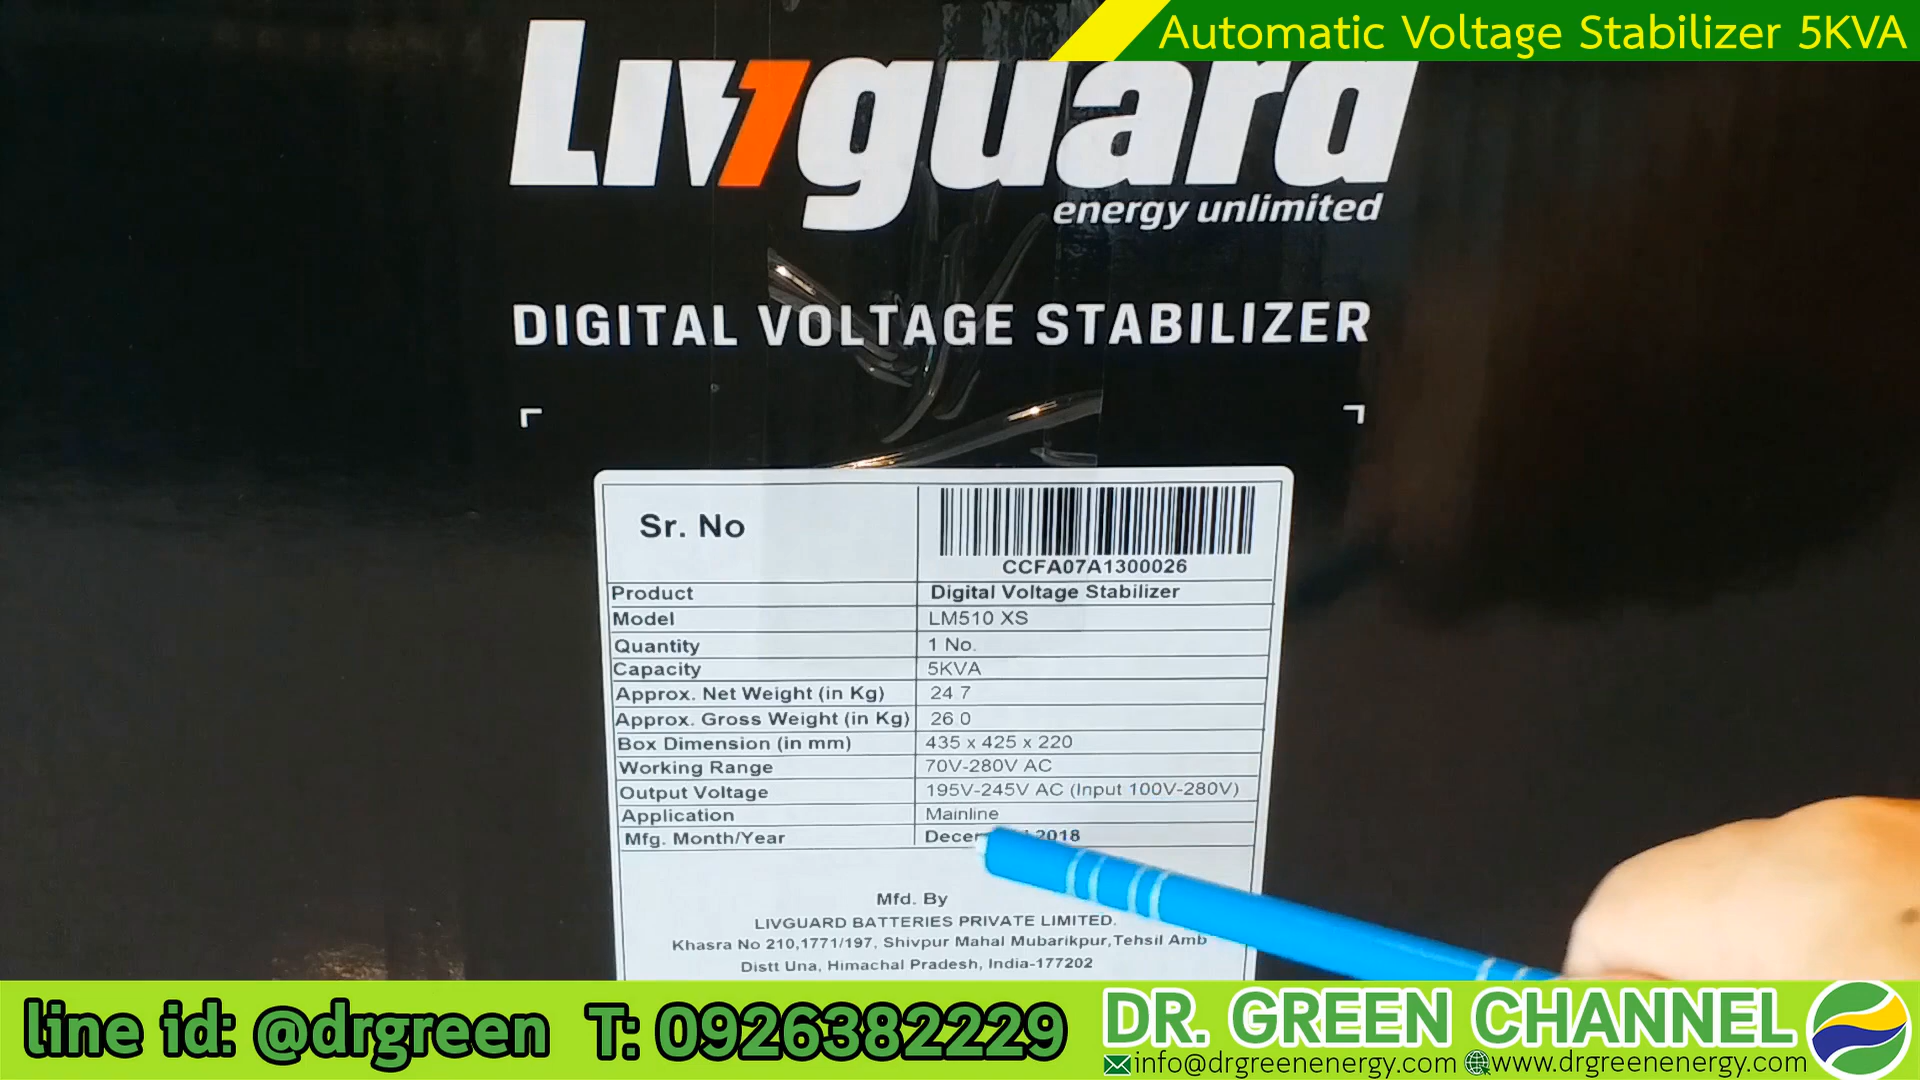 Automatic Voltage Stabilizer 5KVA
Livguard
energy unlimited
DIGITAL VOLTAGE STABILIZER
Sr. No
CCFA07A1300026
Product Digital Voltage Stabilizer
Model LM510 XS
Quantity 1 No.
Capacity 5KVA
Approx. Net Weight (in Kg) 24 7
Approx. Gross Weight (in Kg) 26 0
Box Dimension (in mm) 435 x 425 x 220
Working Range 70V-280V AC
Output Voltage 195V-245V AC (Input 100V-280V)
Application Mainline
Mfg. Month/Year 2018
Mfd. By
LIVGUARD BATTERIES PRIVATE LIMITED.
Khasra No 210,1771/197, Shivpur Mahal Mubarikpur,Tehsil Amb
Distt Una, Himachal Pradesh, India-177202
line id: @drgreen T: 0926382229
DR. GREEN CHANNEL
info@drgreenenergy.com www.drgreenenergy.com